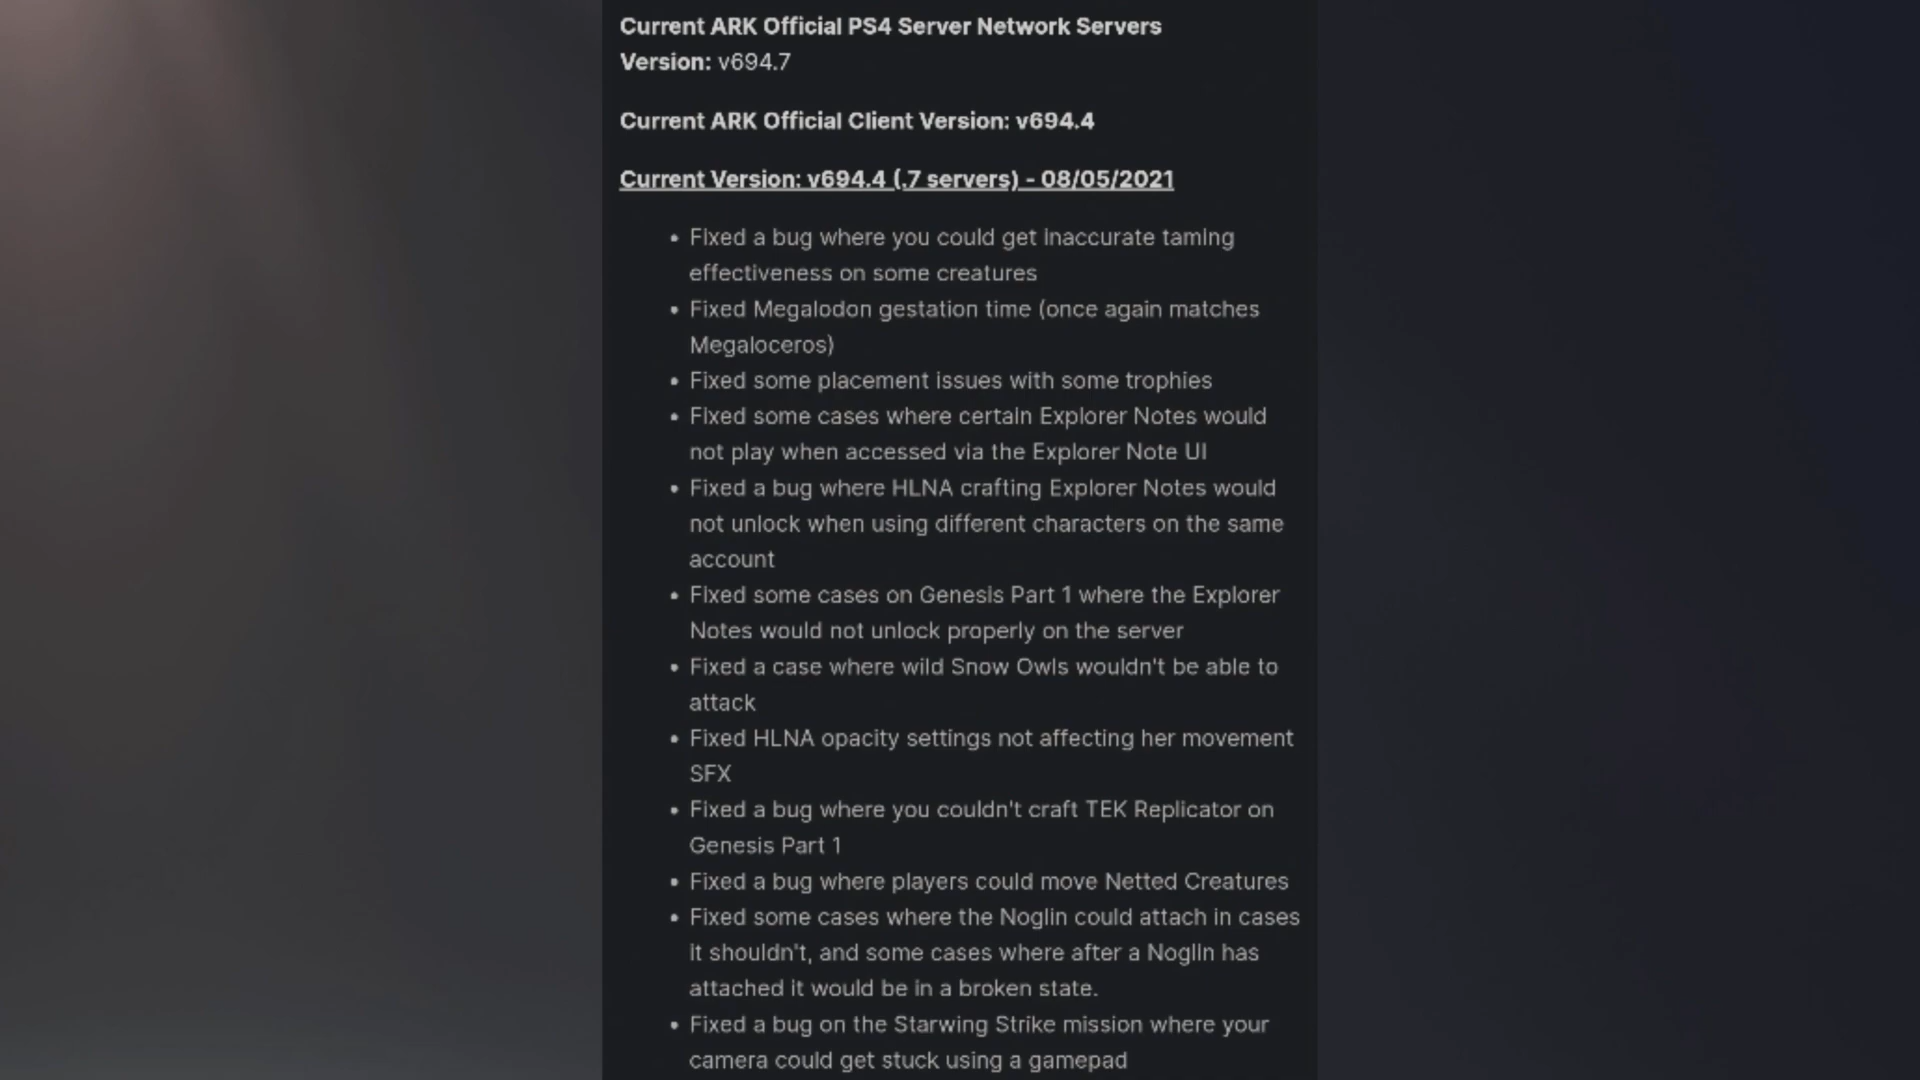 Current ARK Official PS4 Server Network Servers
Version: v694.7
Current ARK Official Client Version: v694.4
Current Version: v694.4 (.7 servers) - 08/05/2021
• Fixed a bug where you could get inaccurate taming
effectiveness on some creatures
• Fixed Megalodon gestation time (once again matches
Megaloceros)
• Fixed some placement issues with some trophies
• Fixed some cases where certain Explorer Notes would
not play when accessed via the Explorer Note UI
• Fixed a bug where HLNA crafting Explorer Notes would
not unlock when using different characters on the same
account
• Fixed some cases on Genesis Part 1 where the Explorer
Notes would not unlock properly on the server
• Fixed a case where wild Snow Owls wouldn't be able to
attack
• Fixed HLNA opacity settings not affecting her movement
SFX
• Fixed a bug where you couldn't craft TEK Replicator on
Genesis Part 1
• Fixed a bug where players could move Netted Creatures
• Fixed some cases where the Noglin could attach in cases
it shouldn't, and some cases where after a Noglin has
attached it would be in a broken state.
• Fixed a bug on the Starwing Strike mission where your
camera could get stuck using a gamepad